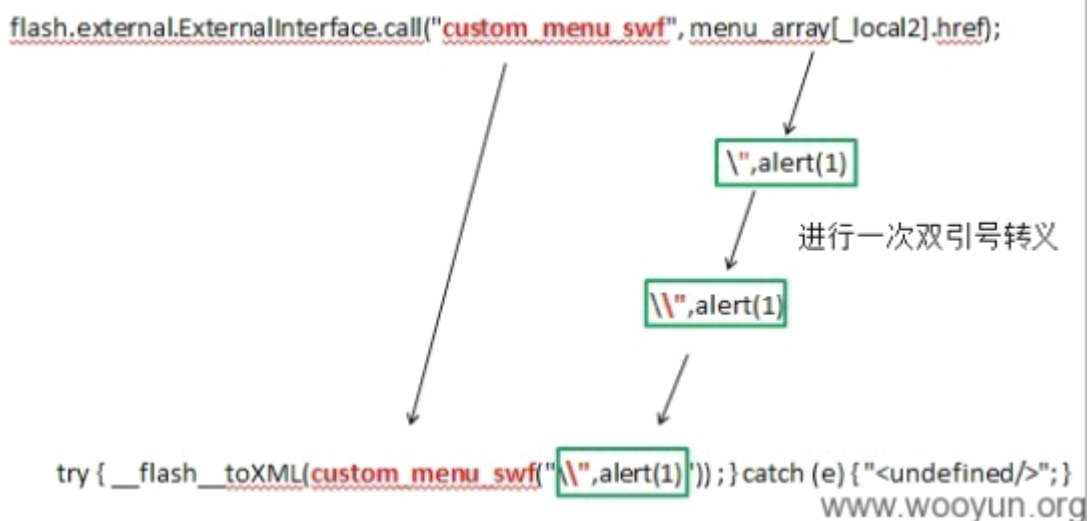 flash.external.ExternalInterface.call("custom_menu_swf", menu_array[_local2].href);
\",alert(1)
进行一次双引号转义
\\",alert(1)
try { __flash__toXML(custom_menu_swf("\\",alert(1)")) ; } catch (e) { "<undefined/>"; }
www.wooyun.org